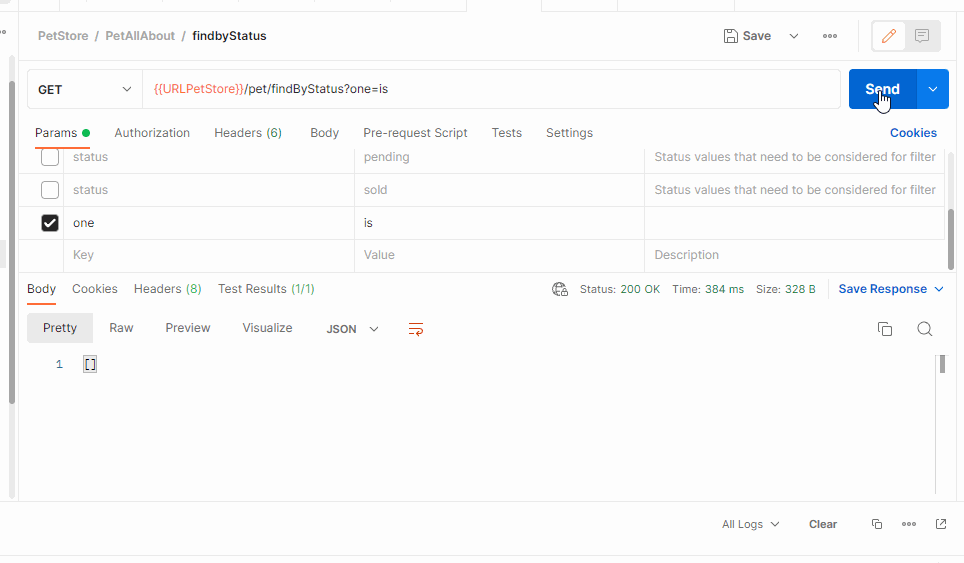 PetStore / PetAllAbout / findbyStatus Save
GET {{URLPetStore}}/pet/findByStatus?one=is Send
Params Authorization Headers (6) Body Pre-request Script Tests Settings Cookies
status pending Status values that need to be considered for filter
status sold Status values that need to be considered for filter
one is
Key Value Description
Body Cookies Headers (8) Test Results (1/1) Status: 200 OK Time: 384 ms Size: 328 B Save Response
Pretty Raw Preview Visualize JSON
1 []
All Logs Clear